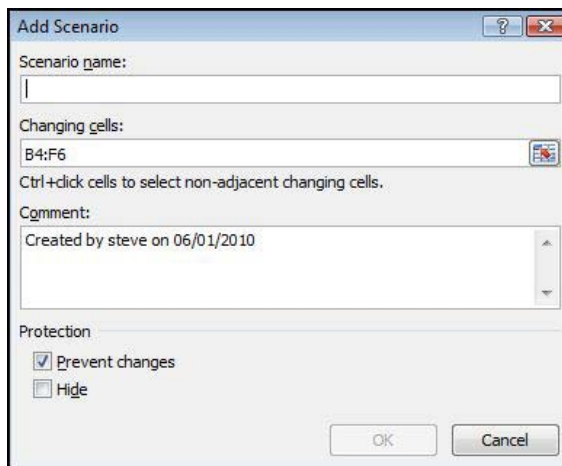 Add Scenario
Scenario name:
Changing cells:
B4:F6
Ctrl+click cells to select non-adjacent changing cells.
Comment:
Created by steve on 06/01/2010
Protection
Prevent changes
Hide
OK Cancel